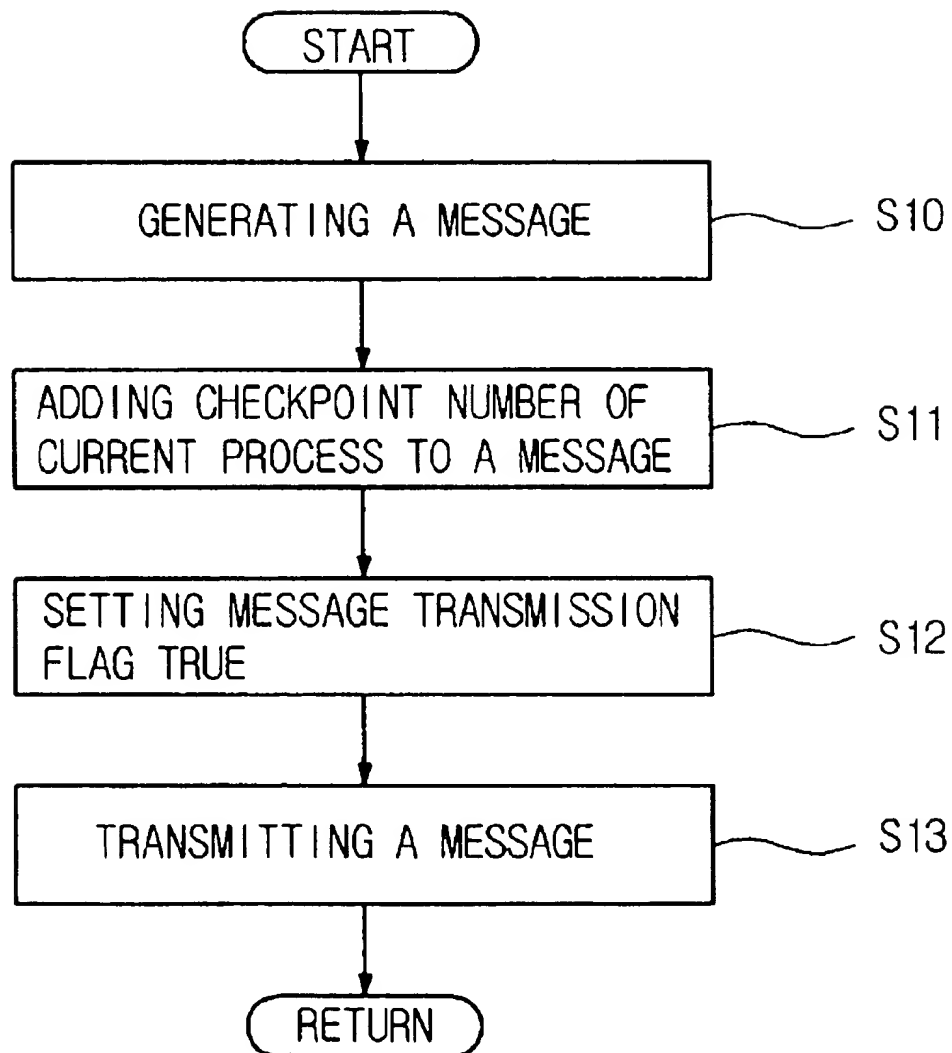 START
GENERATING A MESSAGE
S10
ADDING CHECKPOINT NUMBER OF
CURRENT PROCESS TO A MESSAGE
S11
SETTING MESSAGE TRANSMISSION
FLAG TRUE
S12
TRANSMITTING A MESSAGE
S13
RETURN